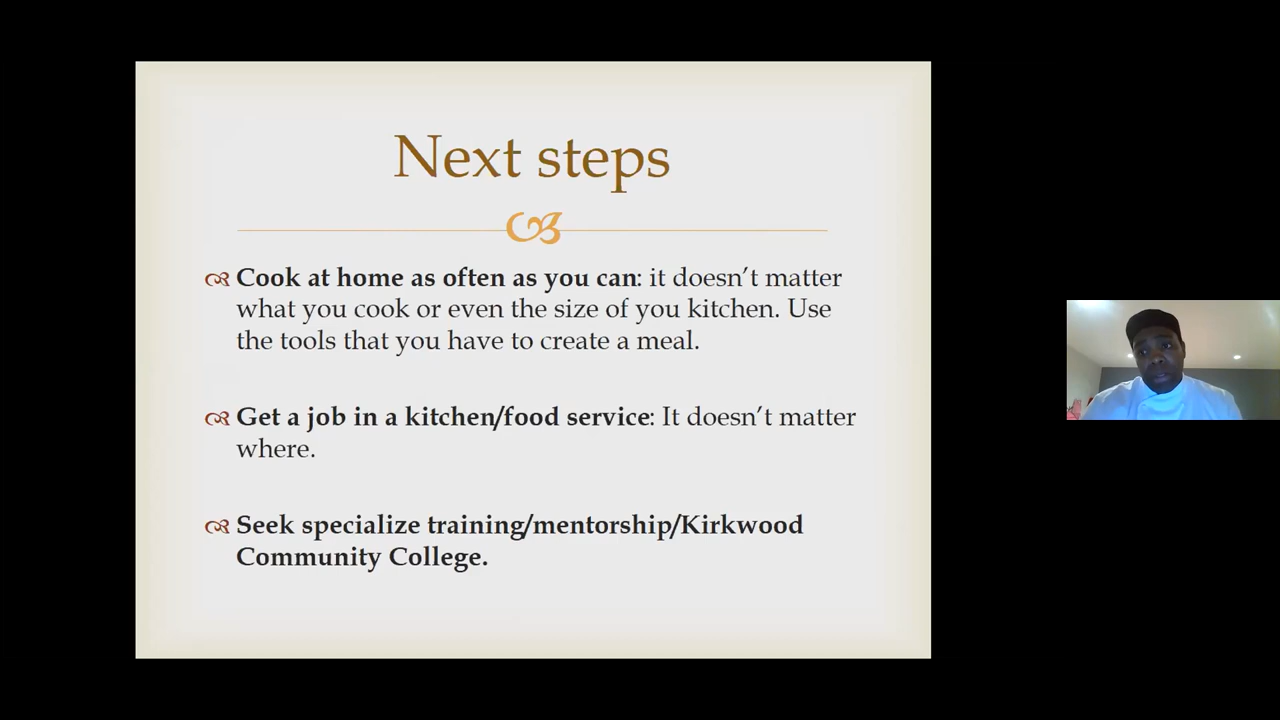 Next steps
Cook at home as often as you can: it doesn’t matter
what you cook or even the size of you kitchen. Use
the tools that you have to create a meal.
Get a job in a kitchen/food service: It doesn’t matter
where.
Seek specialize training/mentorship/Kirkwood
Community College.